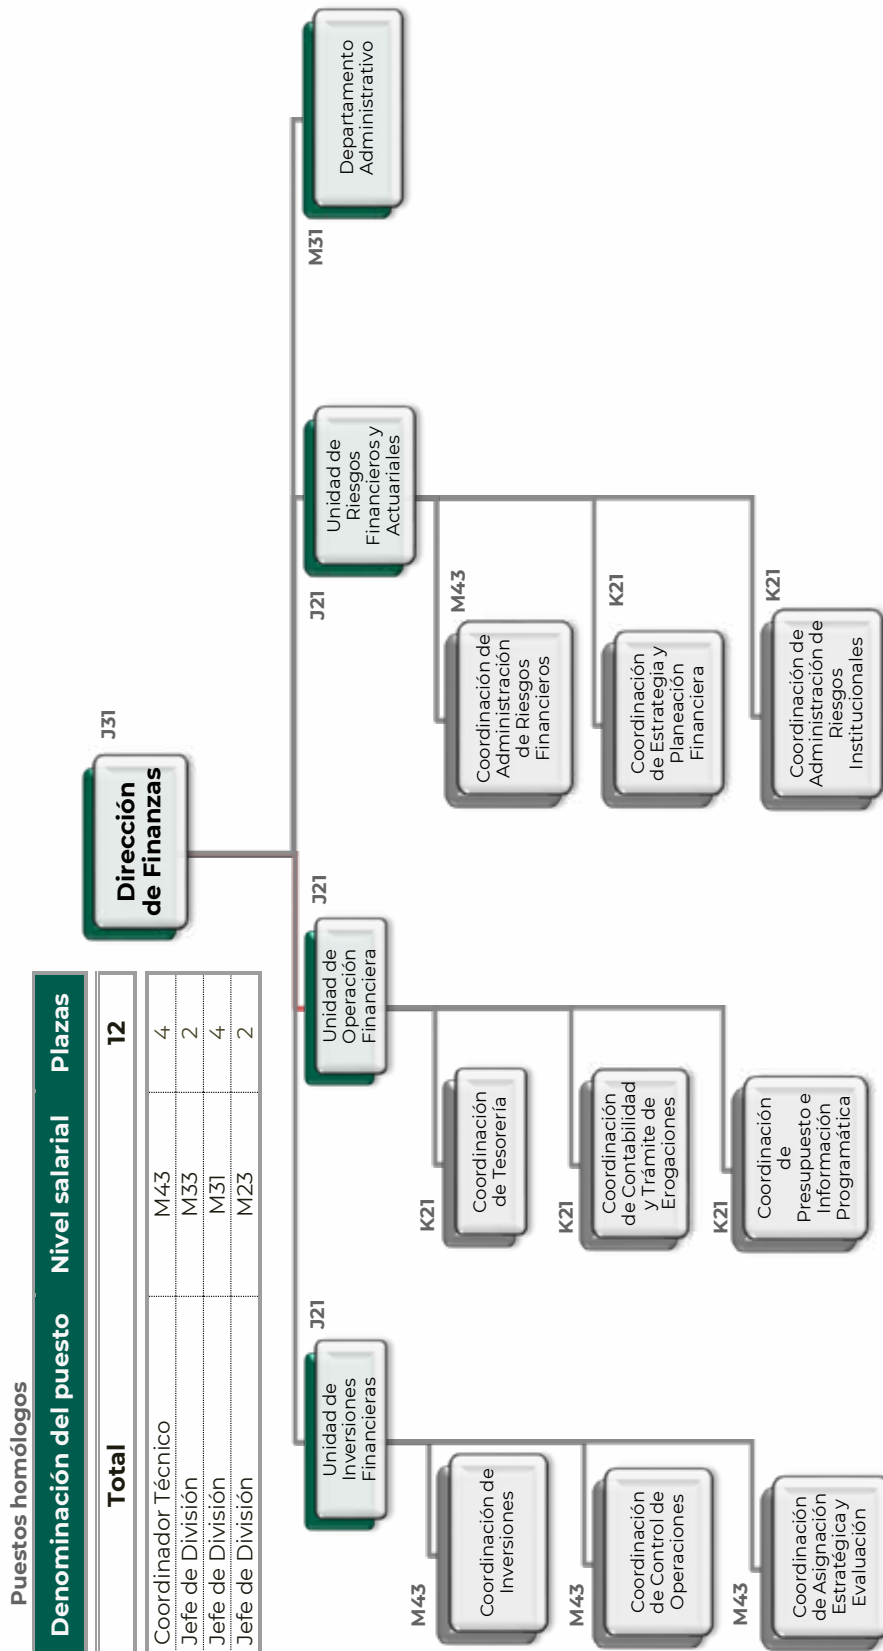 Puestos homólogos
Denominación del puesto Nivel salarial Plazas
Total 12
Coordinador Técnico M43 4
Jefe de División M33 2
Jefe de División M31 4
Jefe de División M23 2
J31
Dirección
de Finanzas
J21
Unidad de
Inversiones
Financieras
M43
Coordinación de
Inversiones
M43
Coordinación
de Control de
Operaciones
M43
Coordinación
de Asignación
Estratégica y
Evaluación
J21
Unidad de
Operación
Financiera
K21
Coordinación
de Tesorería
K21
Coordinación
de Contabilidad
y Trámite de
Erogaciones
K21
Coordinación
de
Presupuesto e
Información
Programática
J21
Unidad de
Riesgos
Financieros y
Actuariales
M43
Coordinación de
Administración
de Riesgos
Financieros
K21
Coordinación
de Estrategia y
Planeación
Financiera
K21
Coordinación de
Administración de
Riesgos
Institucionales
M31
Departamento
Administrativo